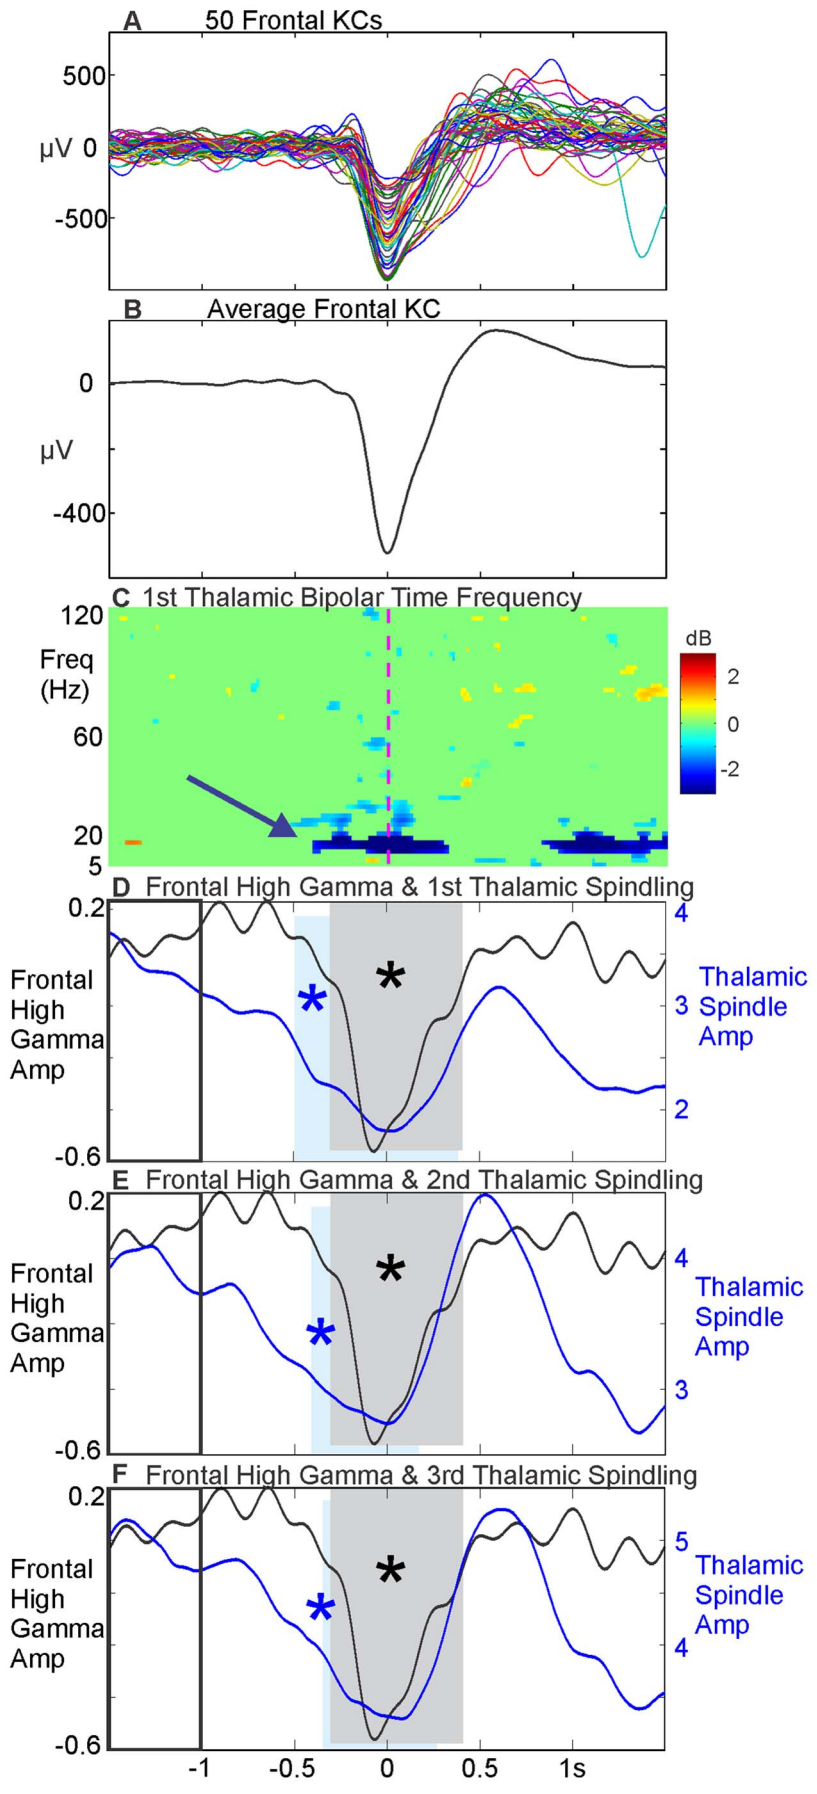 A 50 Frontal KCs
500
µV 0
-500
B Average Frontal KC
0
µV
-400
C 1st Thalamic Bipolar Time Frequency
120
Freq
(Hz)
60
20
5
dB
2
0
-2
D Frontal High Gamma & 1st Thalamic Spindling
0.2
Frontal
High
Gamma
Amp
-0.6
*
*
4
3
2
Thalamic
Spindle
Amp
E Frontal High Gamma & 2nd Thalamic Spindling
0.2
Frontal
High
Gamma
Amp
-0.6
*
*
4
3
Thalamic
Spindle
Amp
F Frontal High Gamma & 3rd Thalamic Spindling
0.2
Frontal
High
Gamma
Amp
-0.6
*
*
5
4
Thalamic
Spindle
Amp
-1 -0.5 0 0.5 1s